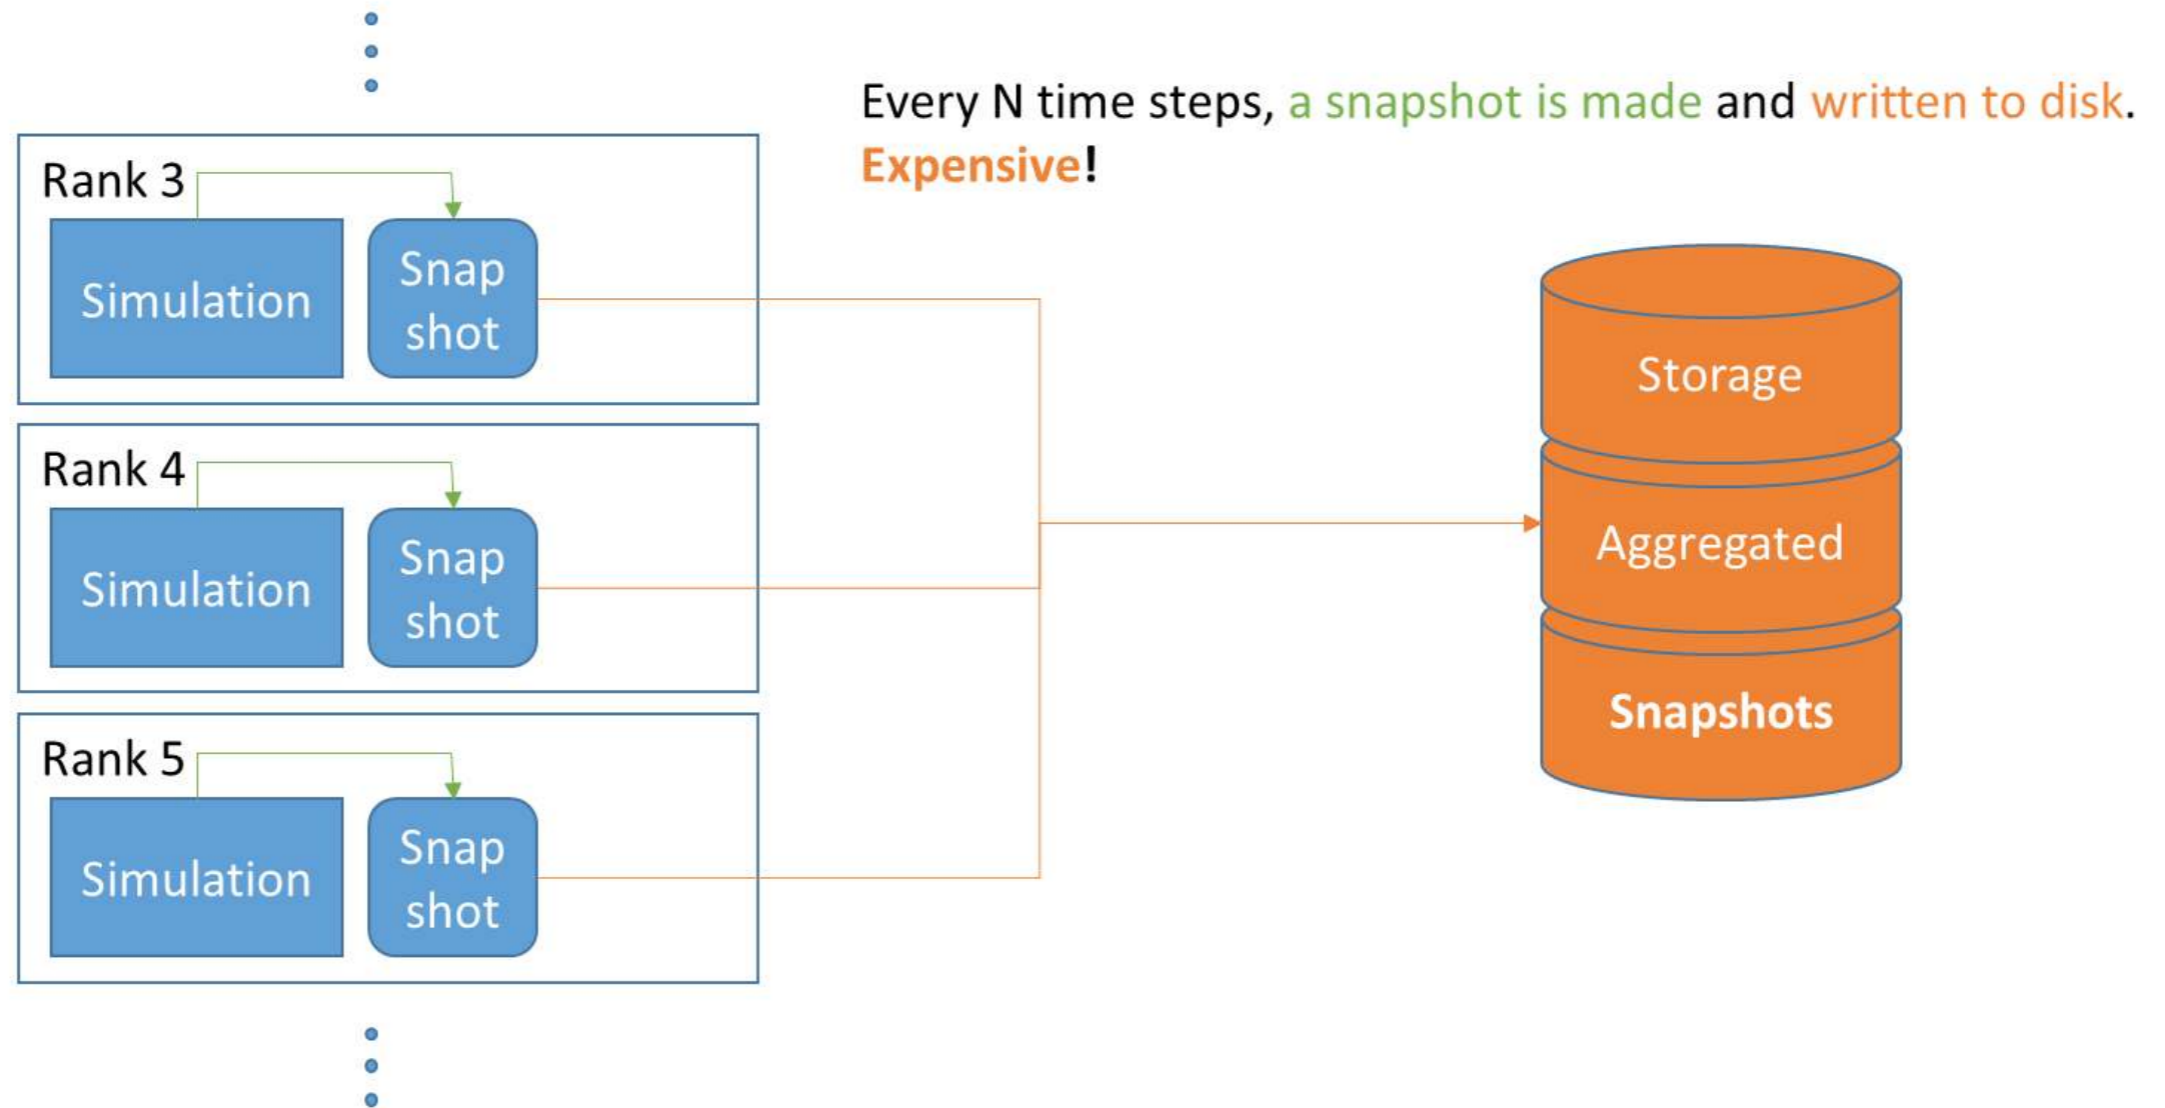 Every N time steps, a snapshot is made and written to disk.
Expensive!
Rank 3
Simulation
Snap
shot
Rank 4
Simulation
Snap
shot
Rank 5
Simulation
Snap
shot
Storage
Aggregated
Snapshots